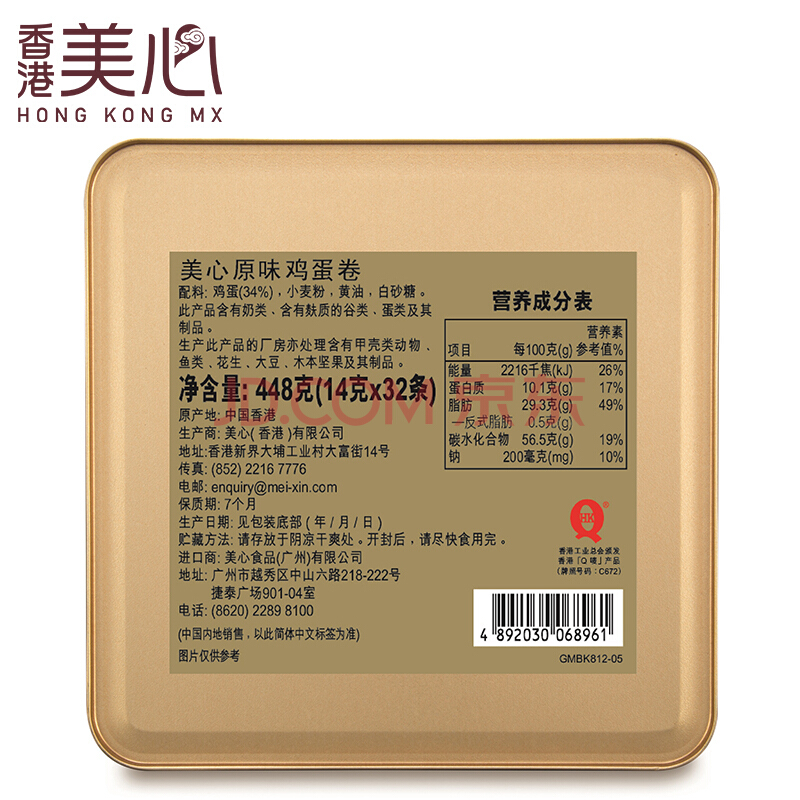 香港美心
HONG KONG MX
美心原味鸡蛋卷
配料: 鸡蛋(34%)，小麦粉，黄油，白砂糖。
此产品含有奶类、含有麸质的谷类、蛋类及其
制品。
生产此产品的厂房亦处理含有甲壳类动物、
鱼类、花生、大豆、木本坚果及其制品。
净含量: 448克(14克x32条)
原产地: 中国香港
生产商: 美心(香港)有限公司
地址:香港新界大埔工业村大富街14号
传真: (852) 2216 7776
电邮: enquiry@mei-xin.com
保质期: 7个月
生产日期: 见包装底部 ( 年 / 月 / 日 )
贮藏方法: 请存放于阴凉干爽处。开封后，请尽快食用完。
进口商: 美心食品(广州)有限公司
地址: 广州市越秀区中山六路218-222号
捷泰广场901-04室
电话: (8620) 2289 8100
(中国内地销售，以此简体中文标签为准)
图片仅供参考
营养成分表
营养素
项目 每100克(g) 参考值%
能量 2216千焦(kJ) 26%
蛋白质 10.1克(g) 17%
脂肪 29.3克(g) 49%
–反式脂肪 0.5克(g)
碳水化合物 56.5克(g) 19%
钠 200毫克(mg) 10%
JD.COM 京东
HK
香港工业总会颁发
香港「Q唛」产品
(牌照号码：C672)
4 892030 068961
GMBK812-05